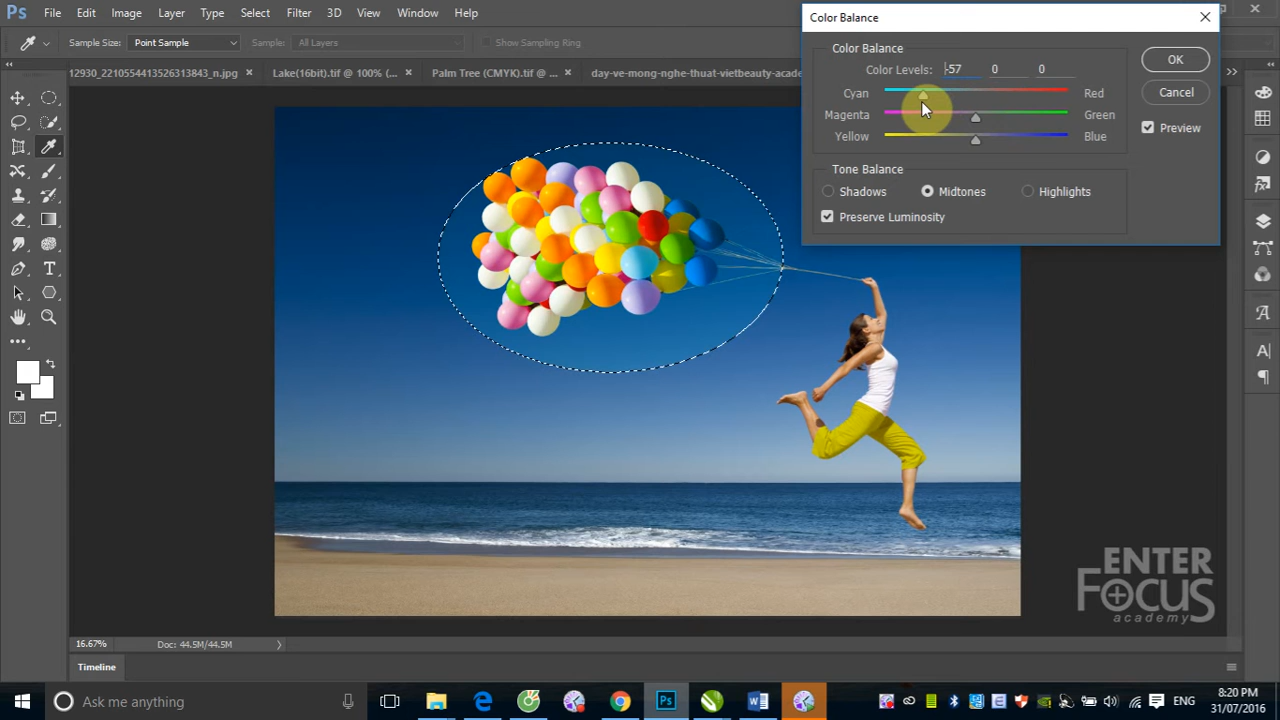 Ps File Edit Image Layer Type Select Filter 3D View Window Help
Color Balance
Sample Size: Point Sample Sample: All Layers Show Sampling Ring
12930_2210554413526313843_n.jpg Lake(16bit).tif @ 100% (... Palm Tree (CMYK).tif @ ... day-ve-mong-nghe-thuat-vietbeauty-acade
Color Balance
Color Levels: -57 0 0
OK
Cyan Red
Cancel
Magenta Green
Preview
Yellow Blue
Tone Balance
Shadows Midtones Highlights
Preserve Luminosity
ENTER
FOCUS
academy
16.67% Doc: 44.5M/44.5M
Timeline
Ask me anything
ENG
8:20 PM
31/07/2016